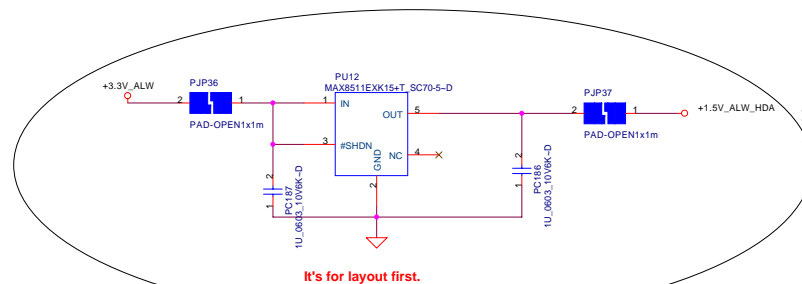 PU12
MAX8511EXK15+T_SC70-5~D
+3.3V_ALW
PJP36
2
1
PAD-OPEN1x1m
1
IN
OUT
5
3
#SHDN
NC
4
GND
2
PJP37
2
1
PAD-OPEN1x1m
+1.5V_ALW_HDA
2
1
PC187
1U_0603_10V6K~D
2
1
PC186
1U_0603_10V6K~D
It's for layout first.